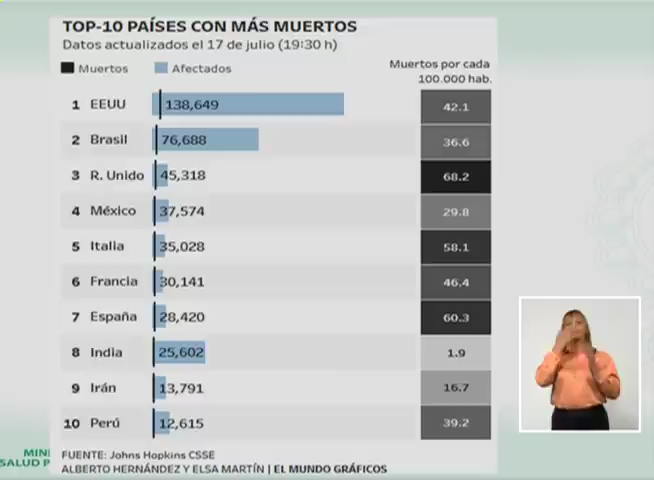 TOP-10 PAÍSES CON MÁS MUERTOS
Datos actualizados el 17 de julio (19:30 h)
Muertos Afectados
Muertos por cada
100.000 hab.
1 EEUU 138,649 42.1
2 Brasil 76,688 36.6
3 R. Unido 45,318 68.2
4 México 37,574 29.8
5 Italia 35,028 58.1
6 Francia 30,141 46.4
7 España 28,420 60.3
8 India 25,602 1.9
9 Irán 13,791 16.7
10 Perú 12,615 39.2
MINI
SALUD P
FUENTE: Johns Hopkins CSSE
ALBERTO HERNÁNDEZ Y ELSA MARTÍN | EL MUNDO GRÁFICOS